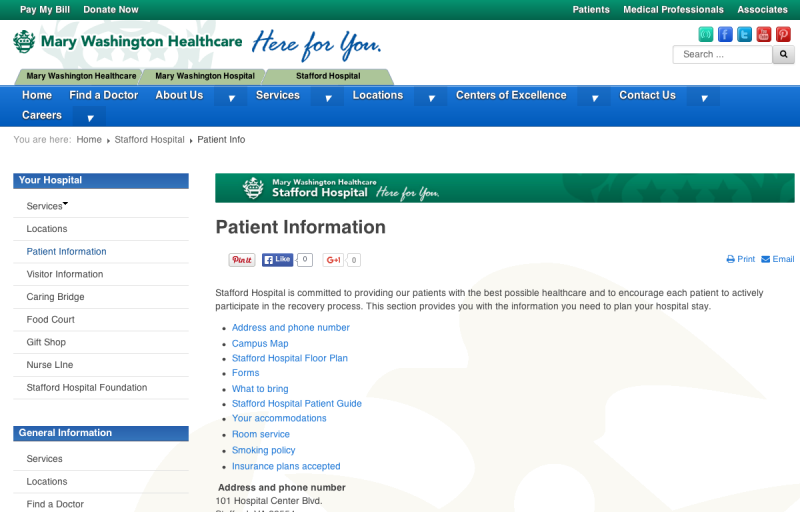 Pay My Bill Donate Now Patients Medical Professionals Associates
Mary Washington Healthcare Here for You.
Search ...
Mary Washington Healthcare Mary Washington Hospital Stafford Hospital
Home Find a Doctor About Us Services Locations Centers of Excellence Contact Us
Careers
You are here: Home Stafford Hospital Patient Info
Your Hospital
Services
Locations
Patient Information
Visitor Information
Caring Bridge
Food Court
Gift Shop
Nurse LIne
Stafford Hospital Foundation
General Information
Services
Locations
Find a Doctor
Mary Washington Healthcare
Stafford Hospital Here for You.
Patient Information
Pin it Like 0 G+1 0 Print Email
Stafford Hospital is committed to providing our patients with the best possible healthcare and to encourage each patient to actively
participate in the recovery process. This section provides you with the information you need to plan your hospital stay.
Address and phone number
Campus Map
Stafford Hospital Floor Plan
Forms
What to bring
Stafford Hospital Patient Guide
Your accommodations
Room service
Smoking policy
Insurance plans accepted
Address and phone number
101 Hospital Center Blvd.